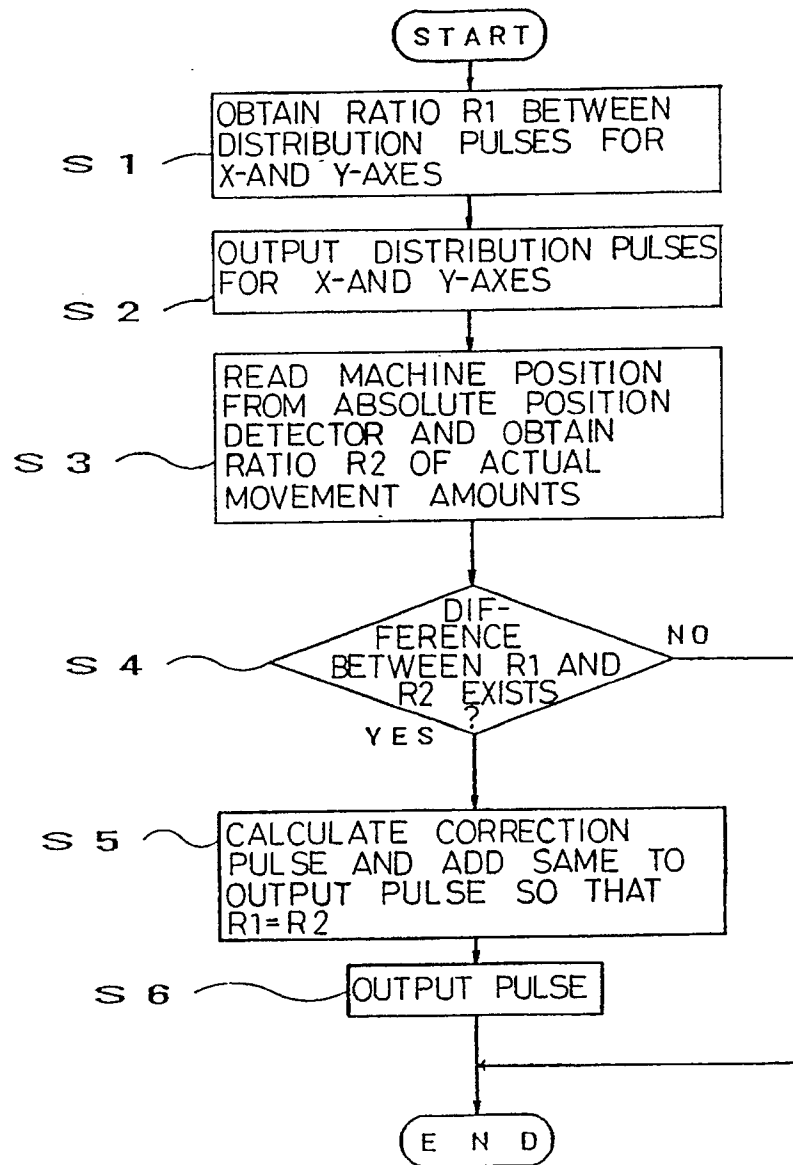 START
OBTAIN RATIO R1 BETWEEN
DISTRIBUTION PULSES FOR
X-AND Y-AXES
S 1
OUTPUT DISTRIBUTION PULSES
FOR X-AND Y-AXES
S 2
READ MACHINE POSITION
FROM ABSOLUTE POSITION
DETECTOR AND OBTAIN
RATIO R2 OF ACTUAL
MOVEMENT AMOUNTS
S 3
DIF-
FERENCE
BETWEEN R1 AND
R2 EXISTS
?
S 4
NO
YES
CALCULATE CORRECTION
PULSE AND ADD SAME TO
OUTPUT PULSE SO THAT
R1=R2
S 5
OUTPUT PULSE
S 6
END